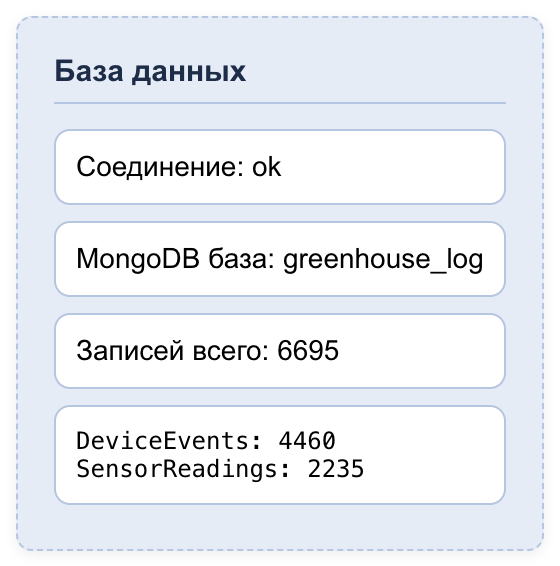 База данных
Соединение: ok
MongoDB база: greenhouse_log
Записей всего: 6695
DeviceEvents: 4460
SensorReadings: 2235